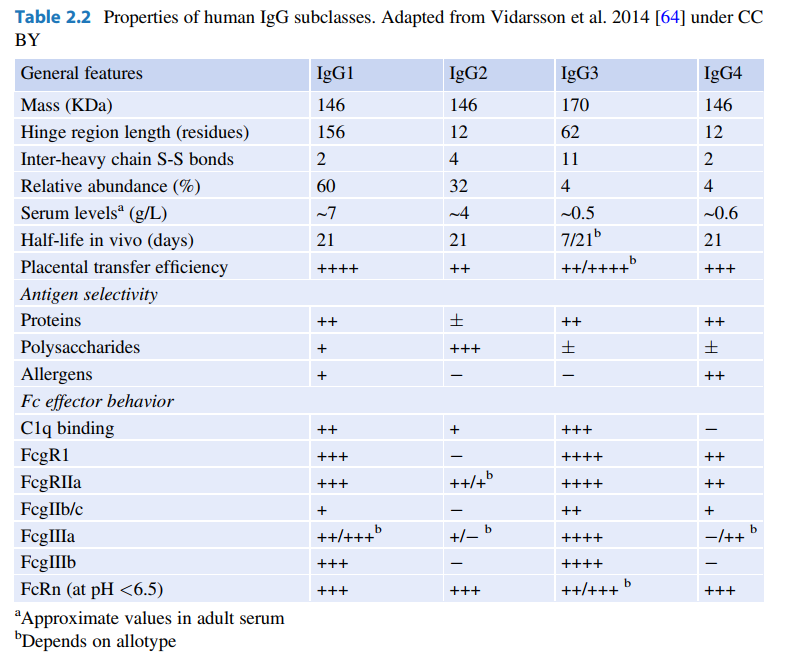 Table 2.2 Properties of human IgG subclasses. Adapted from Vidarsson et al. 2014 [64] under CC
BY
General features IgG1 IgG2 IgG3 IgG4
Mass (KDa) 146 146 170 146
Hinge region length (residues) 156 12 62 12
Inter-heavy chain S-S bonds 2 4 11 2
Relative abundance (%) 60 32 4 4
Serum levelsᵃ (g/L) ~7 ~4 ~0.5 ~0.6
Half-life in vivo (days) 21 21 7/21ᵇ 21
Placental transfer efficiency ++++ ++ ++/++++ᵇ +++
Antigen selectivity
Proteins ++ ± ++ ++
Polysaccharides + +++ ± ±
Allergens + − − ++
Fc effector behavior
C1q binding ++ + +++ −
FcgR1 +++ − ++++ ++
FcgRIIa +++ ++/+ᵇ ++++ ++
FcgIIb/c + − ++ +
FcgIIIa ++/+++ᵇ +/− ᵇ ++++ −/++ ᵇ
FcgIIIb +++ − ++++ −
FcRn (at pH <6.5) +++ +++ ++/+++ ᵇ +++
ᵃApproximate values in adult serum
ᵇDepends on allotype